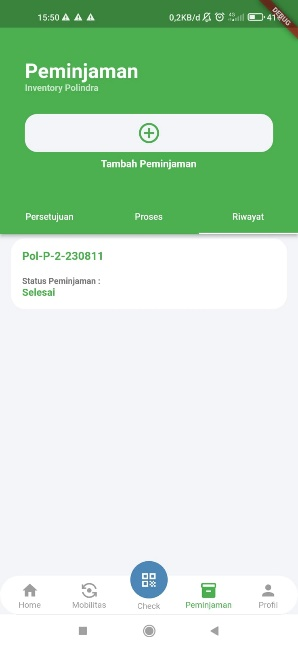 15:50
0,2KB/d
4G
41
DEBUG
Peminjaman
Inventory Polindra
Tambah Peminjaman
Persetujuan
Proses
Riwayat
Pol-P-2-230811
Status Peminjaman :
Selesai
Home
Mobilitas
Check
Peminjaman
Profil